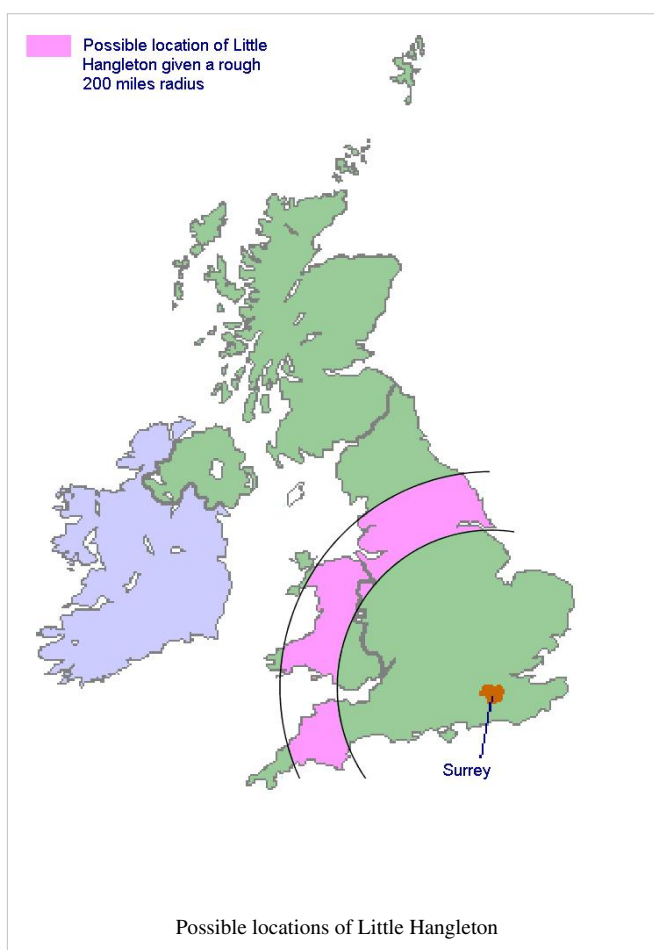 Possible location of Little
Hangleton given a rough
200 miles radius
Surrey
Possible locations of Little Hangleton